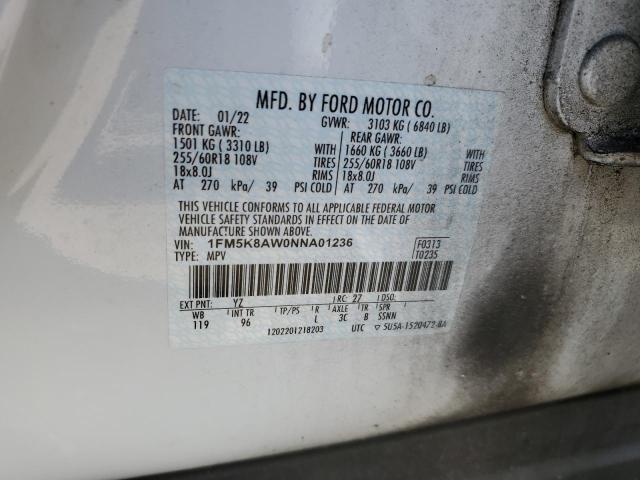 MFD. BY FORD MOTOR CO.
01/22 GVWR: 3103 KG ( 6840 LB)
FRONT GAWR: REAR GAWR:
1501 KG ( 3310 LB) WITH 1660 KG ( 3660 LB) WITH
255/60R18 108V TIRES 255/60R18 108V TIRES
18x8.0J RIMS 18x8.0J RIMS
AT 270 kPa/ 39 PSI COLD AT 270 kPa/ 39 PSI COLD
THIS VEHICLE CONFORMS TO ALL APPLICABLE FEDERAL MOTOR
VEHICLE SAFETY STANDARDS IN EFFECT ON THE DATE OF
MANUFACTURE SHOWN ABOVE.
VIN: 1FM5K8AW0NNA01236 F0313
TYPE: MPV T0235
EXT PNT: YZ RC: 27 DSO:
WB INT TR TP/PS R AXLE TR SPR
119 96 L 3C B SSNN
1202201218203 UTC ▽ 5U5A-1520472-BA